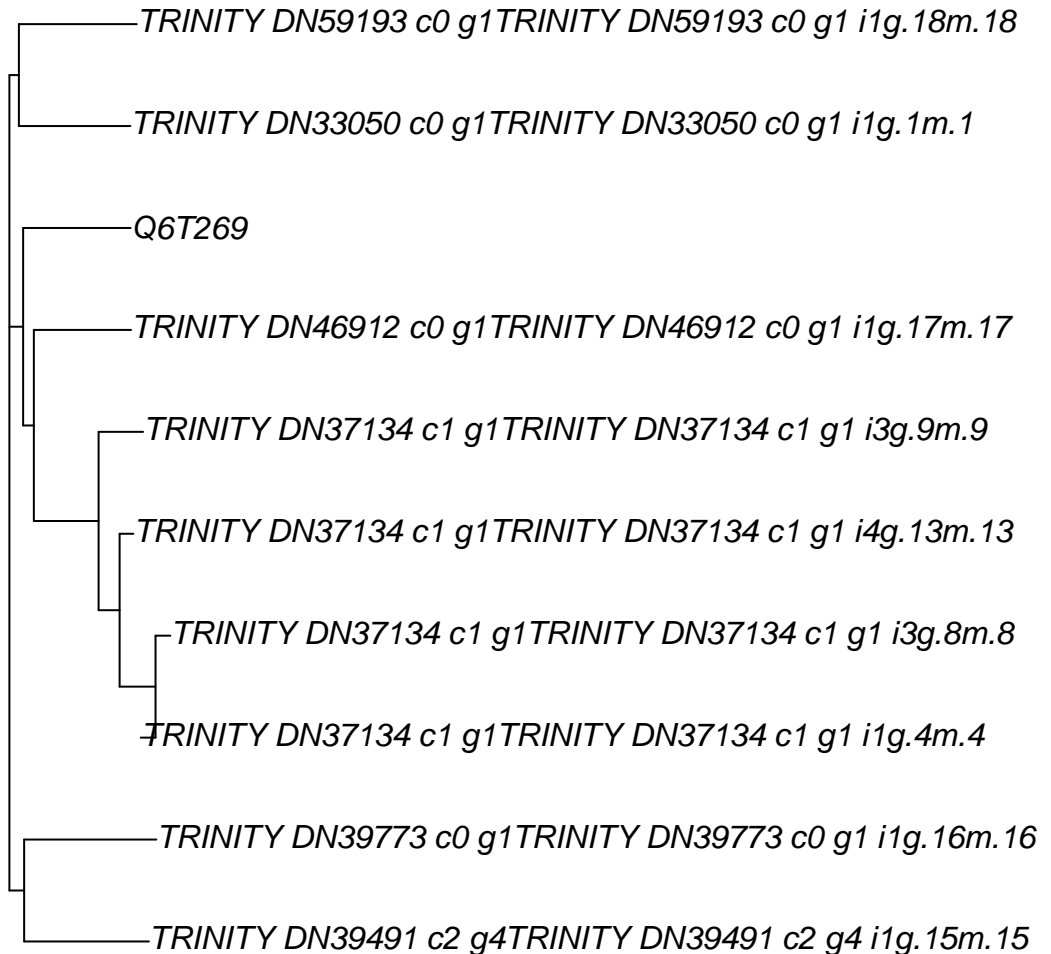 TRINITY DN59193 c0 g1TRINITY DN59193 c0 g1 i1g.18m.18
TRINITY DN33050 c0 g1TRINITY DN33050 c0 g1 i1g.1m.1
Q6T269
TRINITY DN46912 c0 g1TRINITY DN46912 c0 g1 i1g.17m.17
TRINITY DN37134 c1 g1TRINITY DN37134 c1 g1 i3g.9m.9
TRINITY DN37134 c1 g1TRINITY DN37134 c1 g1 i4g.13m.13
TRINITY DN37134 c1 g1TRINITY DN37134 c1 g1 i3g.8m.8
TRINITY DN37134 c1 g1TRINITY DN37134 c1 g1 i1g.4m.4
TRINITY DN39773 c0 g1TRINITY DN39773 c0 g1 i1g.16m.16
TRINITY DN39491 c2 g4TRINITY DN39491 c2 g4 i1g.15m.15